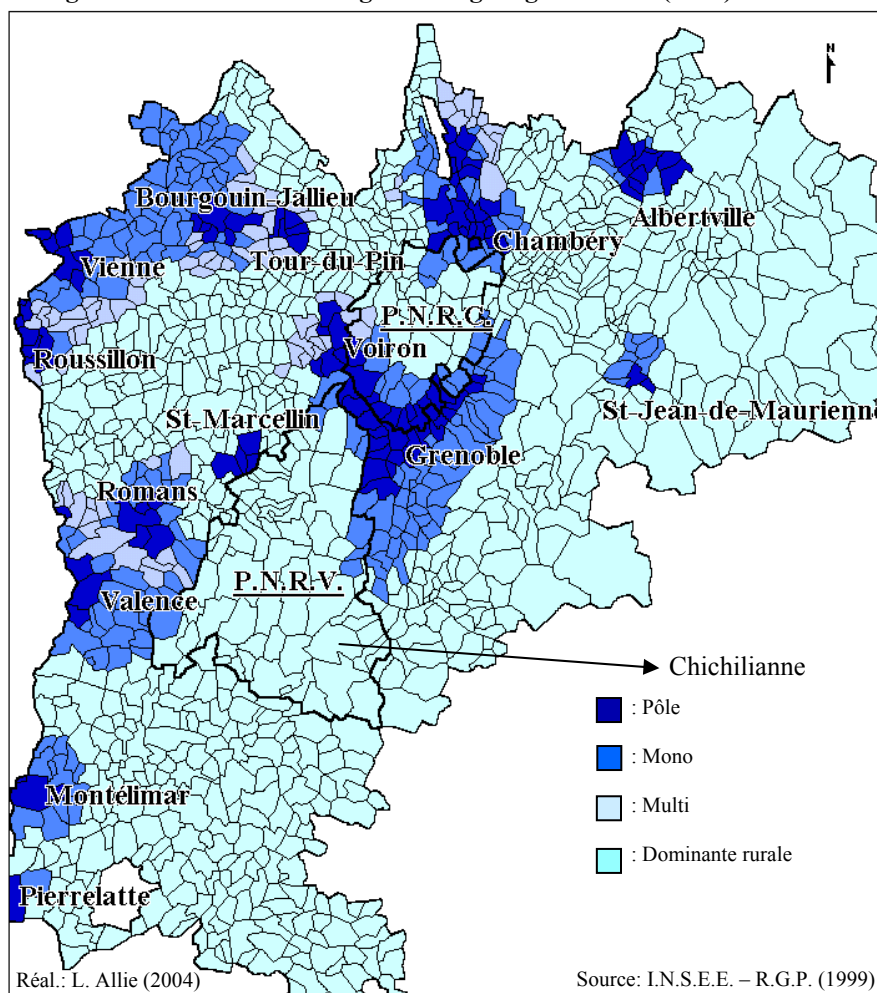 N
Bourgouin-Jallieu
Albertville
Chambéry
Vienne
Tour-du-Pin
P.N.R.C.
Roussillon
Voiron
St-Jean-de-Maurienne
St-Marcellin
Grenoble
Romans
P.N.R.V.
Valence
Chichilianne
: Pôle
: Mono
Montélimar
: Multi
: Dominante rurale
Pierrelatte
Réal.: L. Allie (2004)
Source: I.N.S.E.E. – R.G.P. (1999)